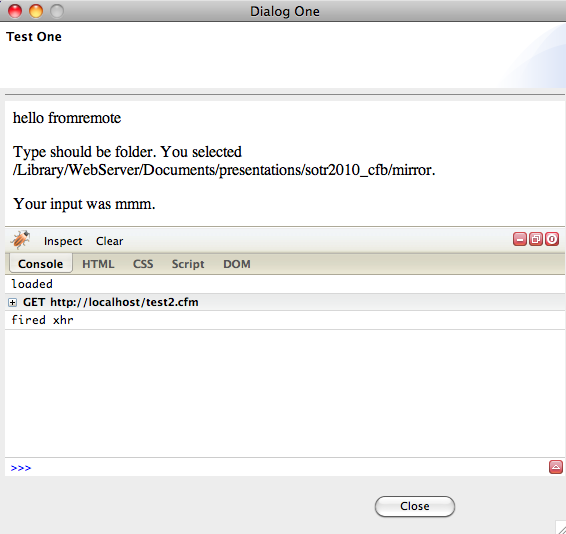 Dialog One
Test One
hello fromremote
Type should be folder. You selected
/Library/WebServer/Documents/presentations/sotr2010_cfb/mirror.
Your input was mmm.
Inspect Clear
Console HTML CSS Script DOM
loaded
GET http://localhost/test2.cfm
fired xhr
>>>
Close